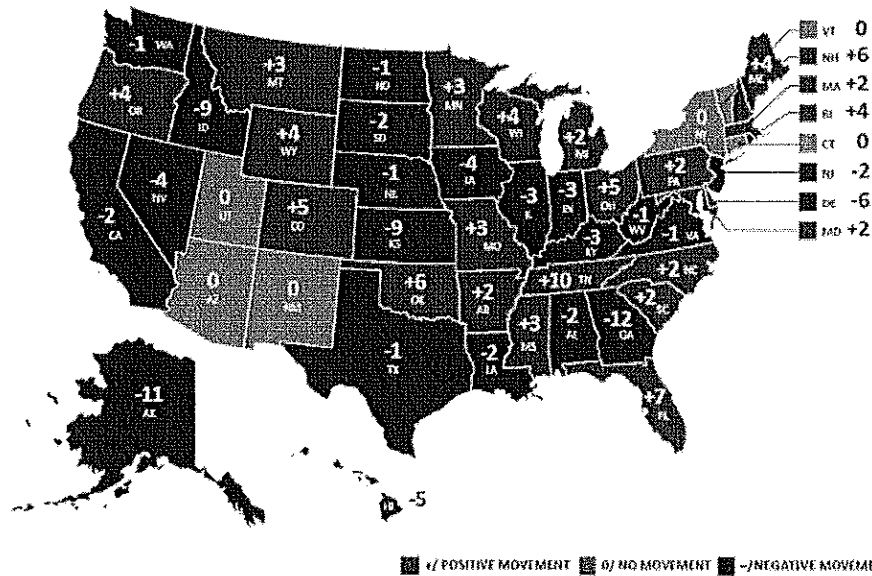 VT 0
NH +6
MA +2
RI +4
CT 0
NJ -2
DE -6
MD +2
-1 WA
+4 OR
-2 CA
-4 NV
-9 ID
+3 MT
+4 WY
0 UT
+5 CO
0 AZ
0 NM
-1 ND
-2 SD
-1 NE
-9 KS
+6 OK
-1 TX
+3 MN
-4 IA
+3 MO
+2 AR
-2 LA
+4 WI
-3 IL
+2 MI
-3 IN
+5 OH
-3 KY
+10 TN
+3 MS
-2 AL
-12 GA
+7 FL
+2 SC
+2 NC
-1 VA
-1 WV
+2 PA
0 NY
+4 ME
-11 AK
HI -5
+/ POSITIVE MOVEMENT 0/ NO MOVEMENT -/NEGATIVE MOVEME